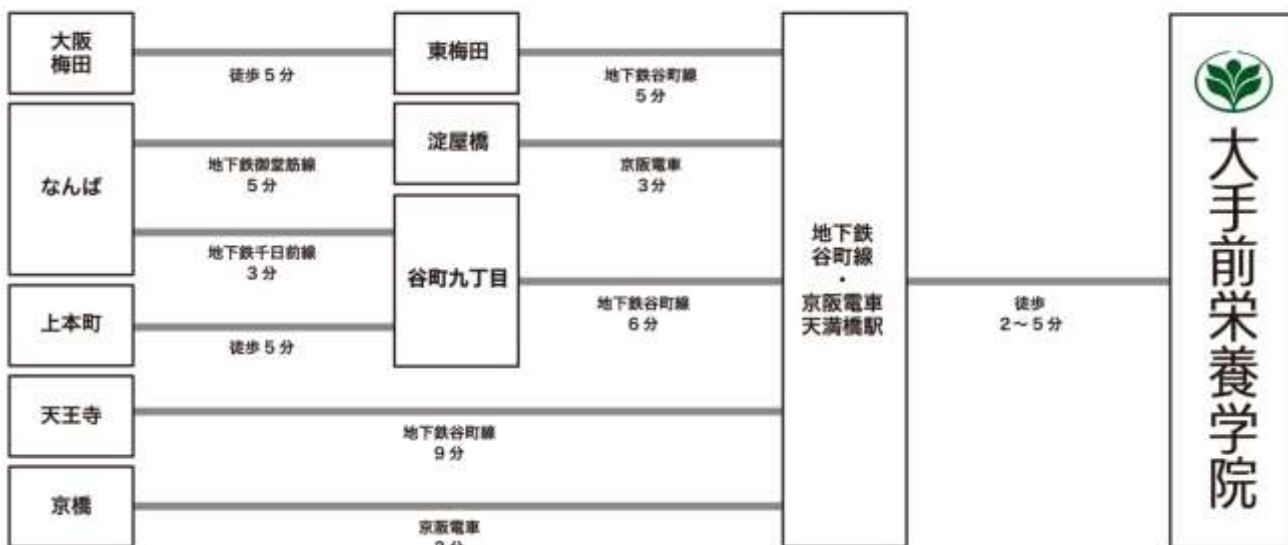 大阪
梅田
徒歩5分
東梅田
地下鉄谷町線
5分
なんば
地下鉄御堂筋線
5分
淀屋橋
京阪電車
3分
地下鉄千日前線
3分
谷町九丁目
地下鉄谷町線
6分
上本町
徒歩5分
天王寺
地下鉄谷町線
9分
京橋
京阪電車
地下鉄
谷町線
・
京阪電車
天満橋駅
徒歩
2〜5分
大手前栄養学院